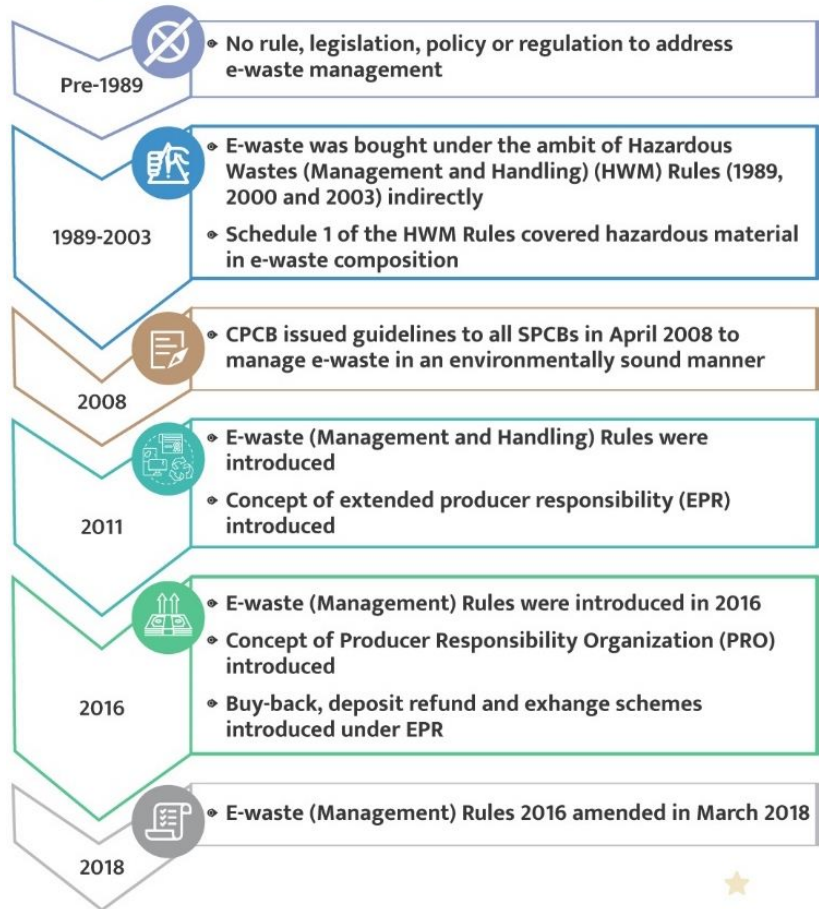 Pre-1989
No rule, legislation, policy or regulation to address
e-waste management
1989-2003
E-waste was bought under the ambit of Hazardous
Wastes (Management and Handling) (HWM) Rules (1989,
2000 and 2003) indirectly
Schedule 1 of the HWM Rules covered hazardous material
in e-waste composition
2008
CPCB issued guidelines to all SPCBs in April 2008 to
manage e-waste in an environmentally sound manner
2011
E-waste (Management and Handling) Rules were
introduced
Concept of extended producer responsibility (EPR)
introduced
2016
E-waste (Management) Rules were introduced in 2016
Concept of Producer Responsibility Organization (PRO)
introduced
Buy-back, deposit refund and exhange schemes
introduced under EPR
2018
E-waste (Management) Rules 2016 amended in March 2018